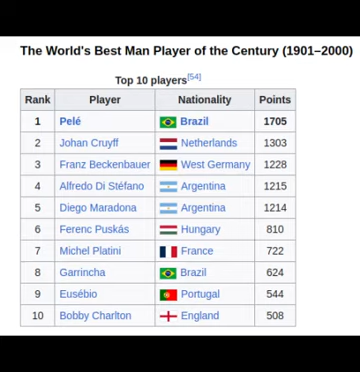 The World's Best Man Player of the Century (1901–2000)
Top 10 players[54]
Rank Player Nationality Points
1 Pelé Brazil 1705
2 Johan Cruyff Netherlands 1303
3 Franz Beckenbauer West Germany 1228
4 Alfredo Di Stéfano Argentina 1215
5 Diego Maradona Argentina 1214
6 Ferenc Puskás Hungary 810
7 Michel Platini France 722
8 Garrincha Brazil 624
9 Eusébio Portugal 544
10 Bobby Charlton England 508